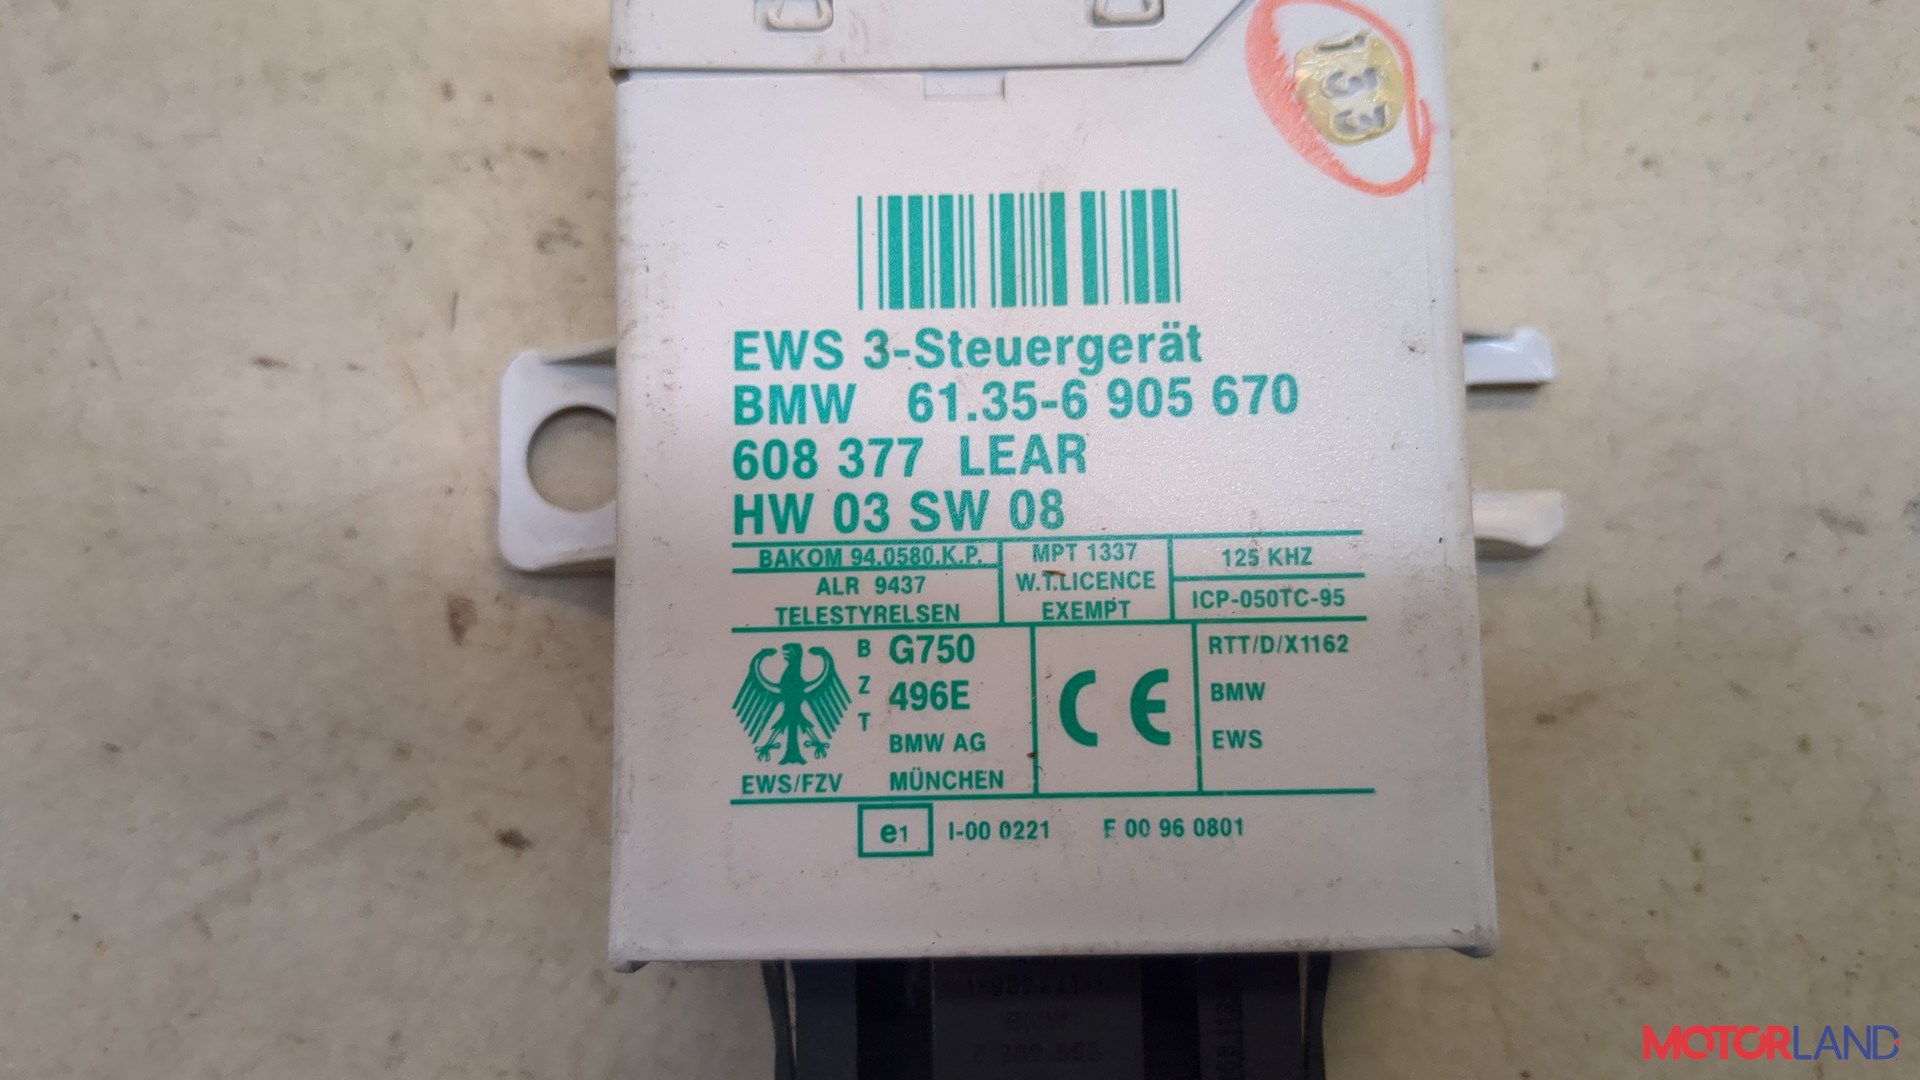 133
EWS 3-Steuergerät
BMW 61.35-6 905 670
608 377 LEAR
HW 03 SW 08
BAKOM 94.0580.K.P.
ALR 9437
TELESTYRELSEN
MPT 1337
W.T.LICENCE
EXEMPT
125 KHZ
ICP-050TC-95
EWS/FZV
B
Z
T
G750
496E
BMW AG
MÜNCHEN
CE
RTT/D/X1162
BMW
EWS
e1 I-00 0221 F 00 96 0801
MOTORLAND